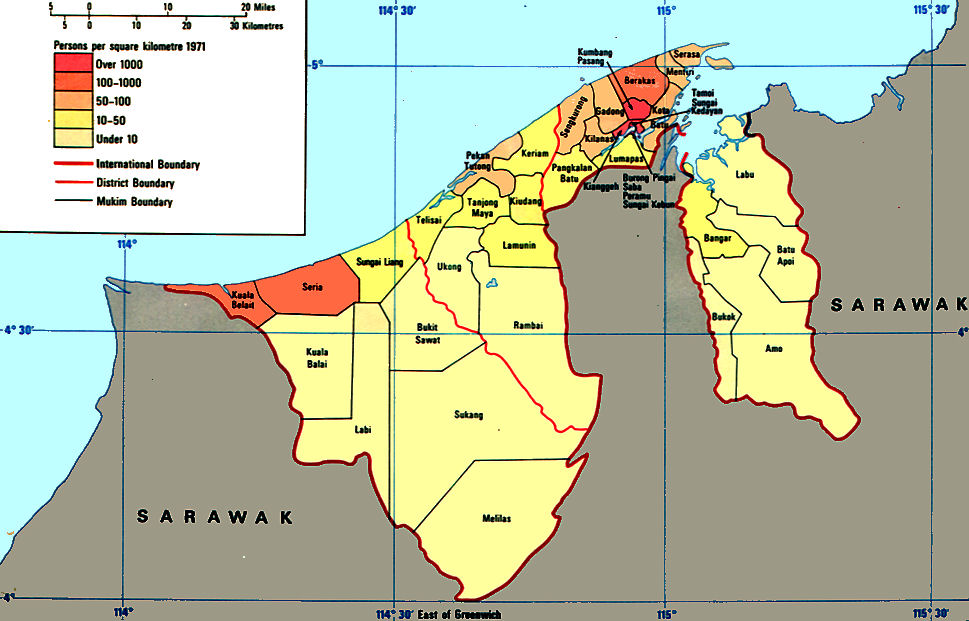 5 0 10 20 Miles
5 0 10 20 30 Kilometres
Persons per square kilometre 1971
Over 1000
100-1000
50-100
10-50
Under 10
International Boundary
District Boundary
Mukim Boundary
114° 30'
115°
115° 30'
5°
Kumbang
Pasang
Serasa
Mentiri
Berakas
Tamoi
Sungai
Kedayan
Sengkurong
Gadong
Kota
Batu
Kilanas
Lumapas
Pekan
Tutong
Keriam
Pangkalan
Batu
Kianggeh
Burong
Saba
Peramu
Sungai Kebun
Pingai
Labu
Tanjong
Maya
Kiudang
Telisai
Lamunin
Bangar
Batu
Apoi
114°
Sungai Liang
Ukong
Seria
Kuala
Belait
SARAWAK
4° 30'
4°
Bukit
Sawat
Rambai
Bukok
Amo
Kuala
Balai
Sukang
Labi
SARAWAK
Melilas
4°
114°
114° 30' East of Greenwich
115°
115° 30'